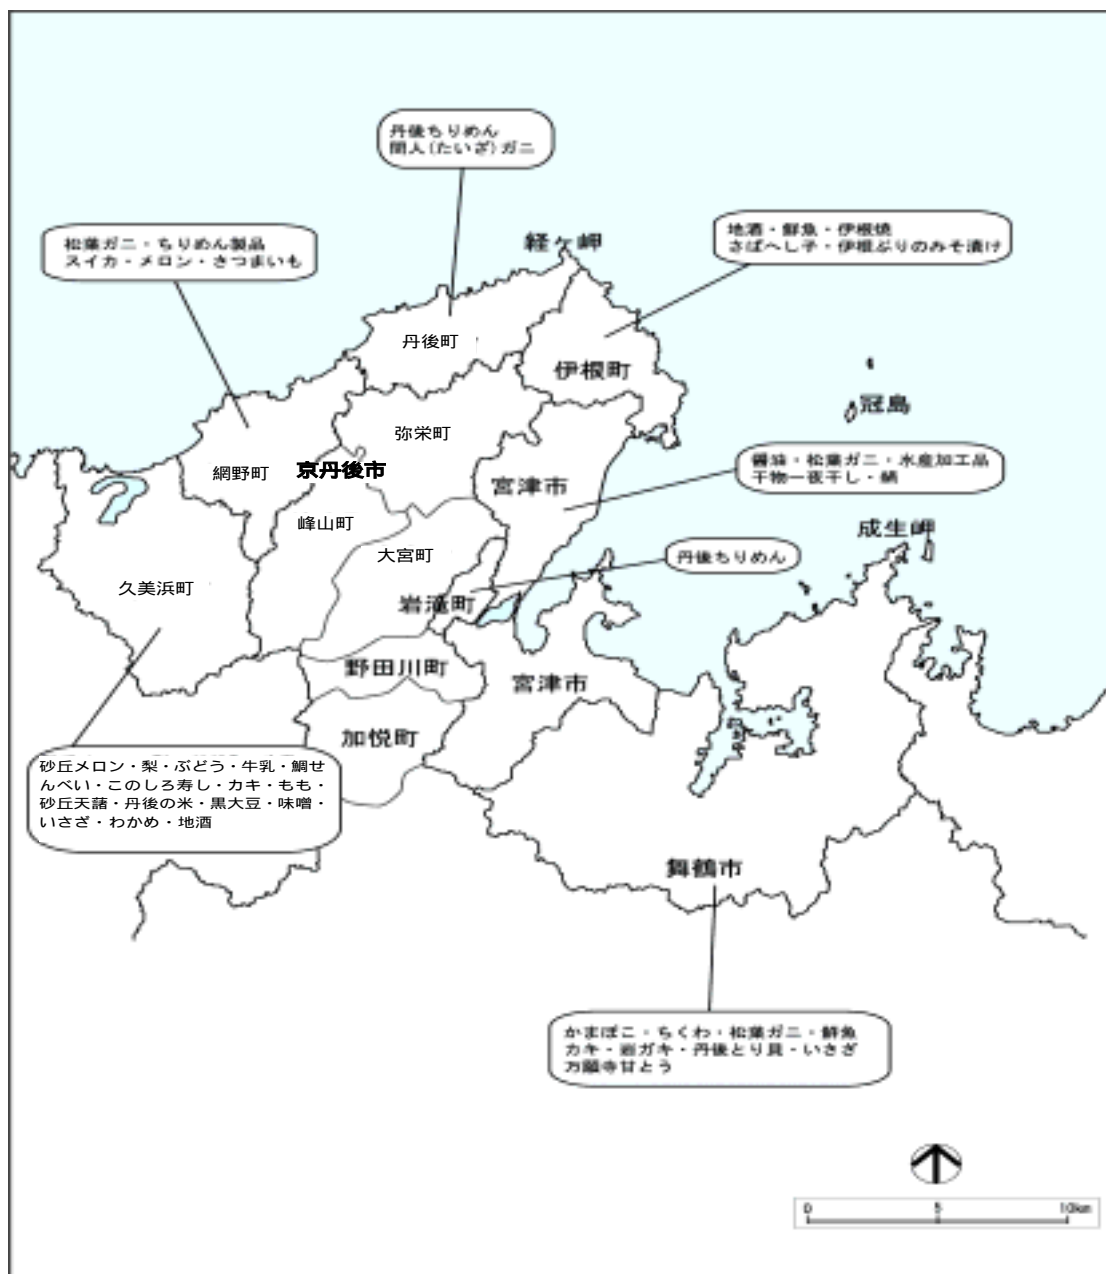 丹後ちりめん
間人(たいざ)ガニ
松葉ガニ・ちりめん製品
スイカ・メロン・さつまいも
地酒・鮮魚・伊根焼
さばへし子・伊根ぶりのみそ漬け
経ヶ岬
丹後町
伊根町
冠島
弥栄町
網野町
京丹後市
宮津市
醤油・松葉ガニ・水産加工品
干物一夜干し・絹
峰山町
成生岬
大宮町
丹後ちりめん
久美浜町
岩滝町
野田川町
宮津市
加悦町
砂丘メロン・梨・ぶどう・牛乳・鯛せ
んべい・このしろ寿し・カキ・もも・
砂丘天藷・丹後の米・黒大豆・味噌・
いさざ・わかめ・地酒
舞鶴市
かまぼこ・ちくわ・松葉ガニ・鮮魚
カキ・岩ガキ・丹後とり貝・いさざ
万願寺甘とう
0 5 10km